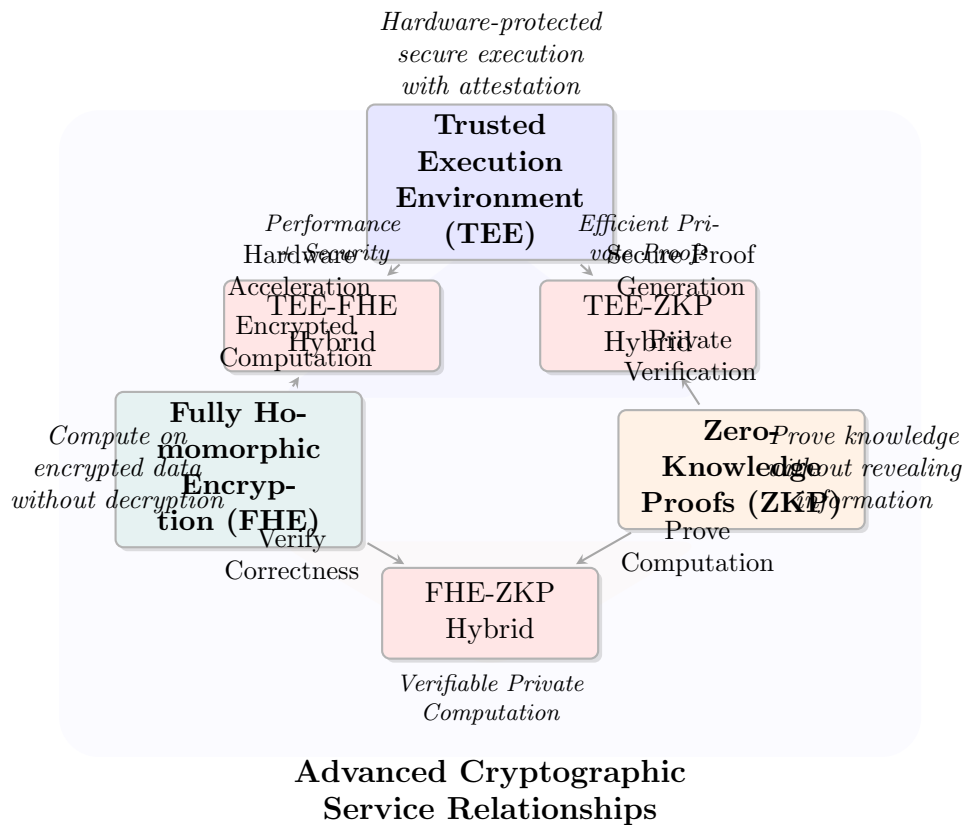 Hardware-protected
secure execution
with attestation
Trusted
Execution
Environment
(TEE)
Performance
+ Security
Efficient Pri-
vate Proofs
Hardware
Acceleration
Secure Proof
Generation
TEE-FHE
Hybrid
TEE-ZKP
Hybrid
Encrypted
Computation
Private
Verification
Fully Ho-
momorphic
Encryp-
tion (FHE)
Compute on
encrypted data
without decryption
Zero-
Knowledge
Proofs (ZKP)
Prove knowledge
without revealing
information
Verify
Correctness
Prove
Computation
FHE-ZKP
Hybrid
Verifiable Private
Computation
Advanced Cryptographic
Service Relationships